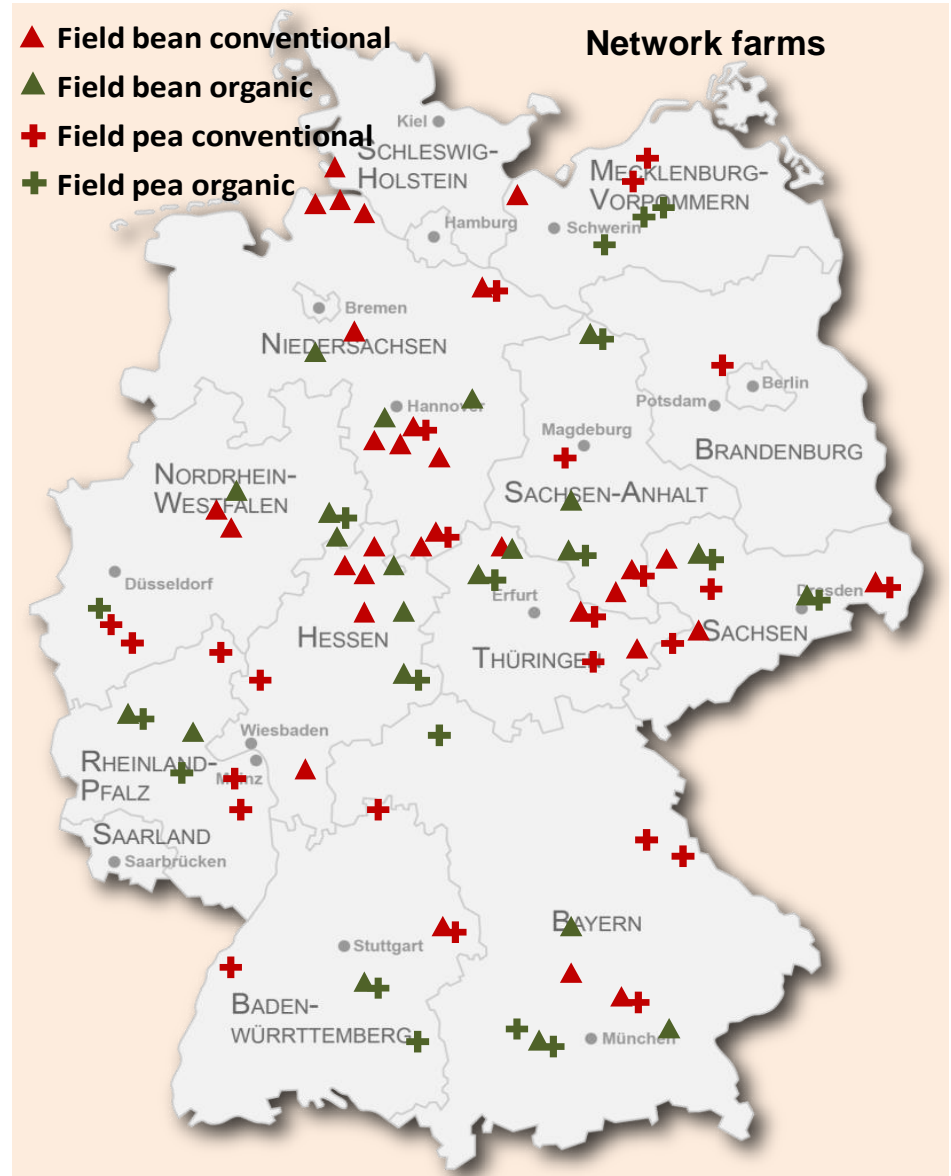 Field bean conventional
Network farms
Field bean organic
Field pea conventional
Field pea organic
Kiel
SCHLESWIG-
HOLSTEIN
MECKLENBURG-
VORPOMMERN
Hamburg
Schwerin
Bremen
NIEDERSACHSEN
Berlin
Hannover
Potsdam
Magdeburg
BRANDENBURG
NORDRHEIN-
WESTFALEN
SACHSEN-ANHALT
Düsseldorf
Erfurt
Dresden
HESSEN
SACHSEN
THÜRINGEN
Wiesbaden
Mainz
RHEINLAND-
PFALZ
SAARLAND
Saarbrücken
BAYERN
Stuttgart
BADEN-
WÜRRTTEMBERG
München